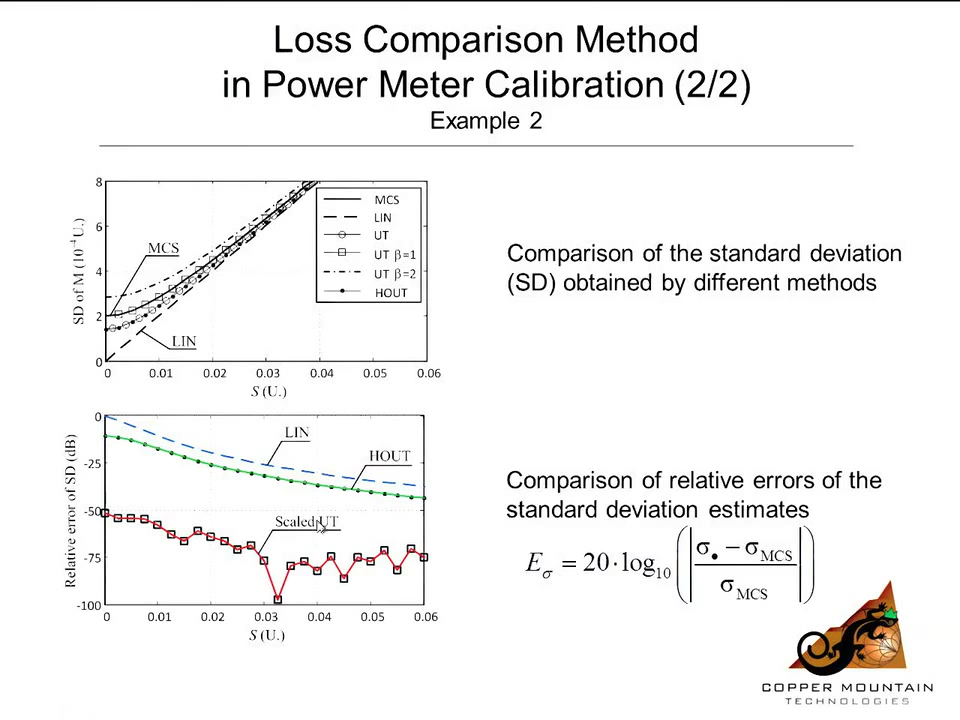 Loss Comparison Method
in Power Meter Calibration (2/2)
Example 2
SD of M (10⁻⁴ U.)
8
6
4
2
0
MCS
LIN
MCS
LIN
UT
UT β=1
UT β=2
HOUT
0 0.01 0.02 0.03 0.04 0.05 0.06
S (U.)
Comparison of the standard deviation
(SD) obtained by different methods
Relative error of SD (dB)
0
-25
-50
-75
-100
LIN
HOUT
Scaled UT
0 0.01 0.02 0.03 0.04 0.05 0.06
S (U.)
Comparison of relative errors of the
standard deviation estimates
Eσ = 20·log₁₀(|σ• − σMCS / σMCS|)
COPPER MOUNTAIN
TECHNOLOGIES